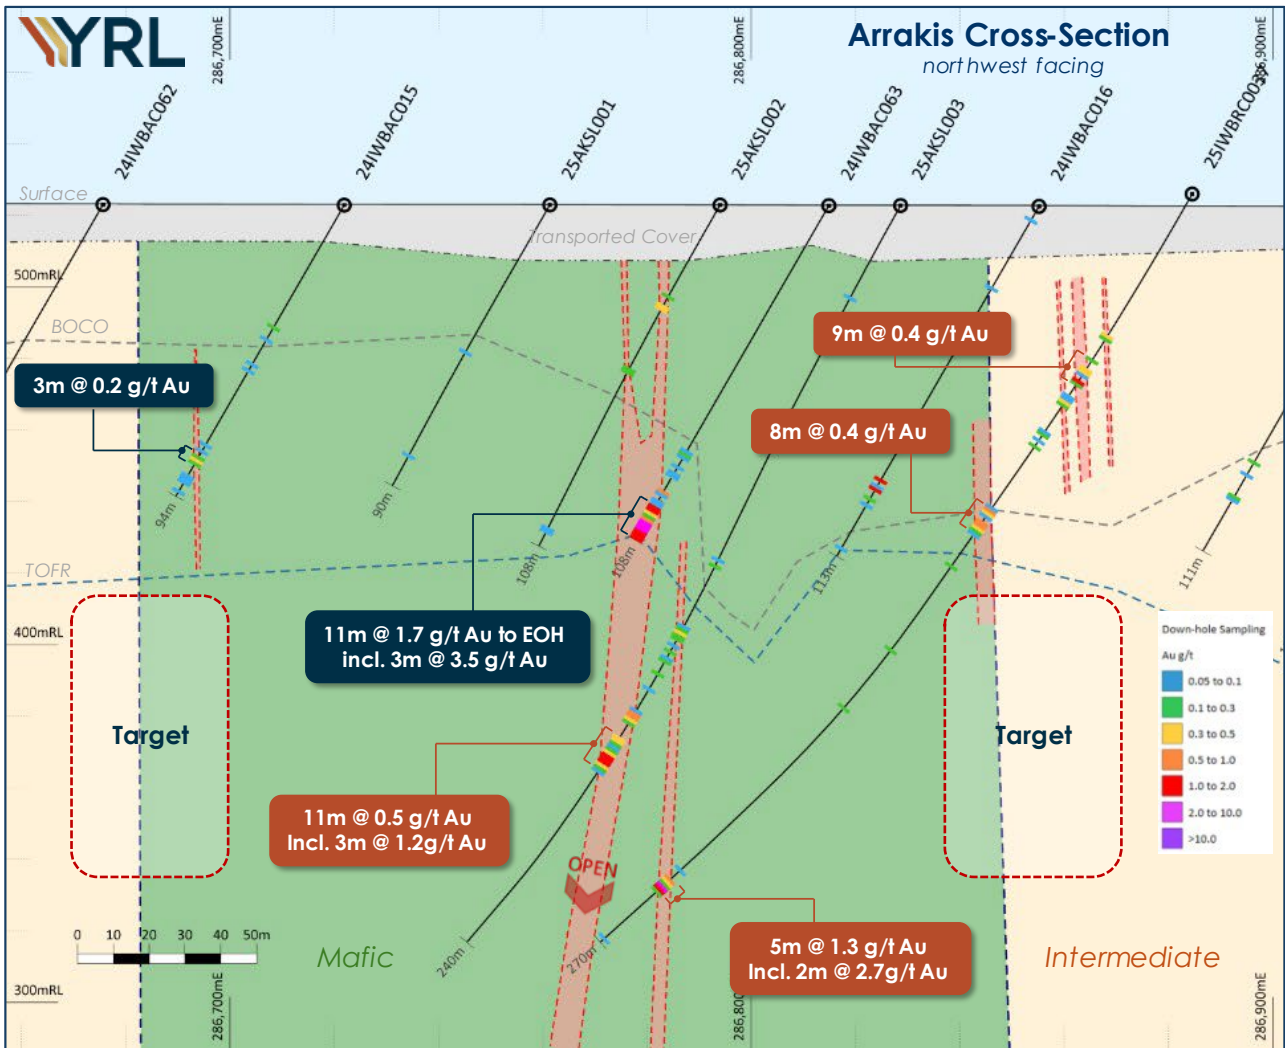 YRL
286,700mE
286,800mE
Arrakis Cross-Section
northwest facing
24IWBAC062
24IWBAC015
25AKSL001
25AKSL002
24IWBAC063
25AKSL003
24IWBAC016
Surface
Transported Cover
500mRL
BOCO
9m @ 0.4 g/t Au
3m @ 0.2 g/t Au
8m @ 0.4 g/t Au
94m
90m
108m
108m
113m
111m
TOFR
11m @ 1.7 g/t Au to EOH
incl. 3m @ 3.5 g/t Au
400mRL
Down-hole Sampling
Au g/t
0.05 to 0.1
0.1 to 0.3
0.3 to 0.5
0.5 to 1.0
1.0 to 2.0
2.0 to 10.0
>10.0
Target
Target
11m @ 0.5 g/t Au
Incl. 3m @ 1.2g/t Au
OPEN
0 10 20 30 40 50m
Mafic
240m
270m
5m @ 1.3 g/t Au
Incl. 2m @ 2.7g/t Au
Intermediate
300mRL
286,700mE
286,800mE
286,900mE